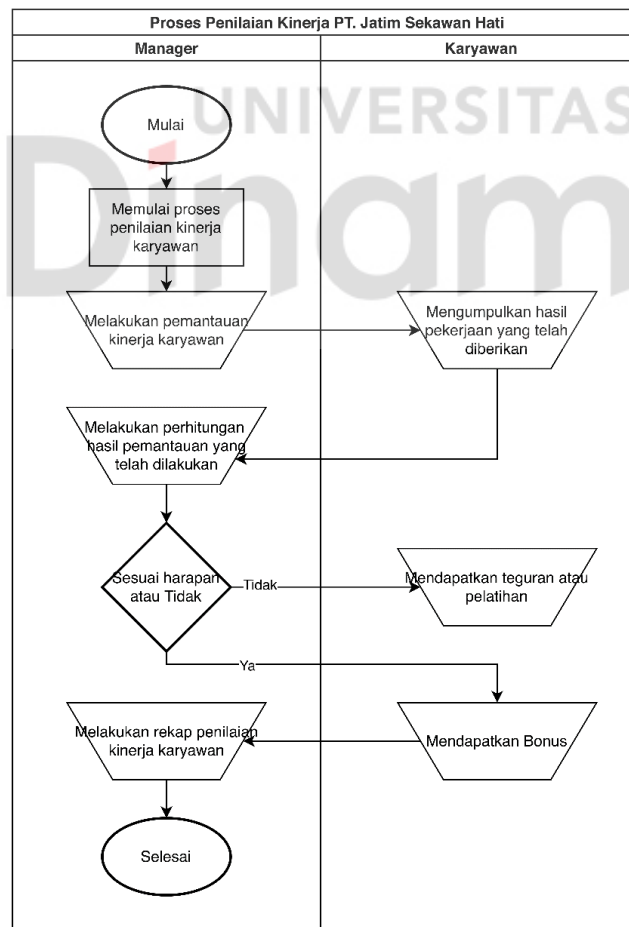 Proses Penilaian Kinerja PT. Jatim Sekawan Hati
Manager
Karyawan
UNIVERSITAS
Dinam
Mulai
Memulai proses
penilaian kinerja
karyawan
Melakukan pemantauan
kinerja karyawan
Mengumpulkan hasil
pekerjaan yang telah
diberikan
Melakukan perhitungan
hasil pemantauan yang
telah dilakukan
Sesuai harapan
atau Tidak
Tidak
Mendapatkan teguran atau
pelatihan
Ya
Melakukan rekap penilaian
kinerja karyawan
Mendapatkan Bonus
Selesai